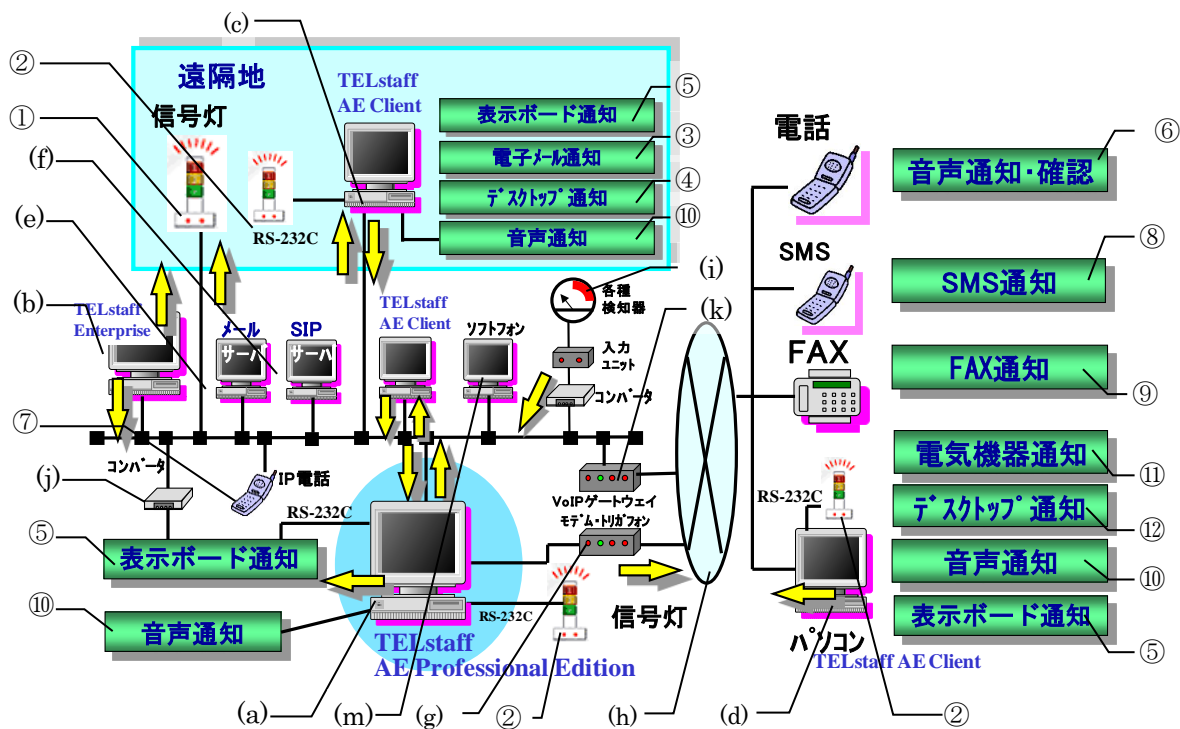 (c)
②
①
(f)
(e)
(b)
⑦
(j)
⑤
⑩
遠隔地
信号灯
RS-232C
TELstaff
AE Client
表示ボード通知
⑤
電子メール通知
③
デスクトップ通知
④
音声通知
⑩
TELstaff
Enterprise
メール
サーバ
SIP
サーバ
TELstaff
AE Client
ソフトフォン
各種
検知器
(i)
入力
ユニット
コンバータ
(k)
コンバータ
IP電話
RS-232C
表示ボード通知
音声通知
VoIPゲートウェイ
モデム・トリガフォン
RS-232C
信号灯
TELstaff
AE Professional Edition
(a)
(m)
(g)
②
(h)
(d)
②
電話
音声通知・確認
⑥
SMS
SMS通知
⑧
FAX
FAX通知
⑨
電気機器通知
⑪
RS-232C
デスクトップ通知
⑫
音声通知
⑩
表示ボード通知
⑤
パソコン
TELstaff AE Client